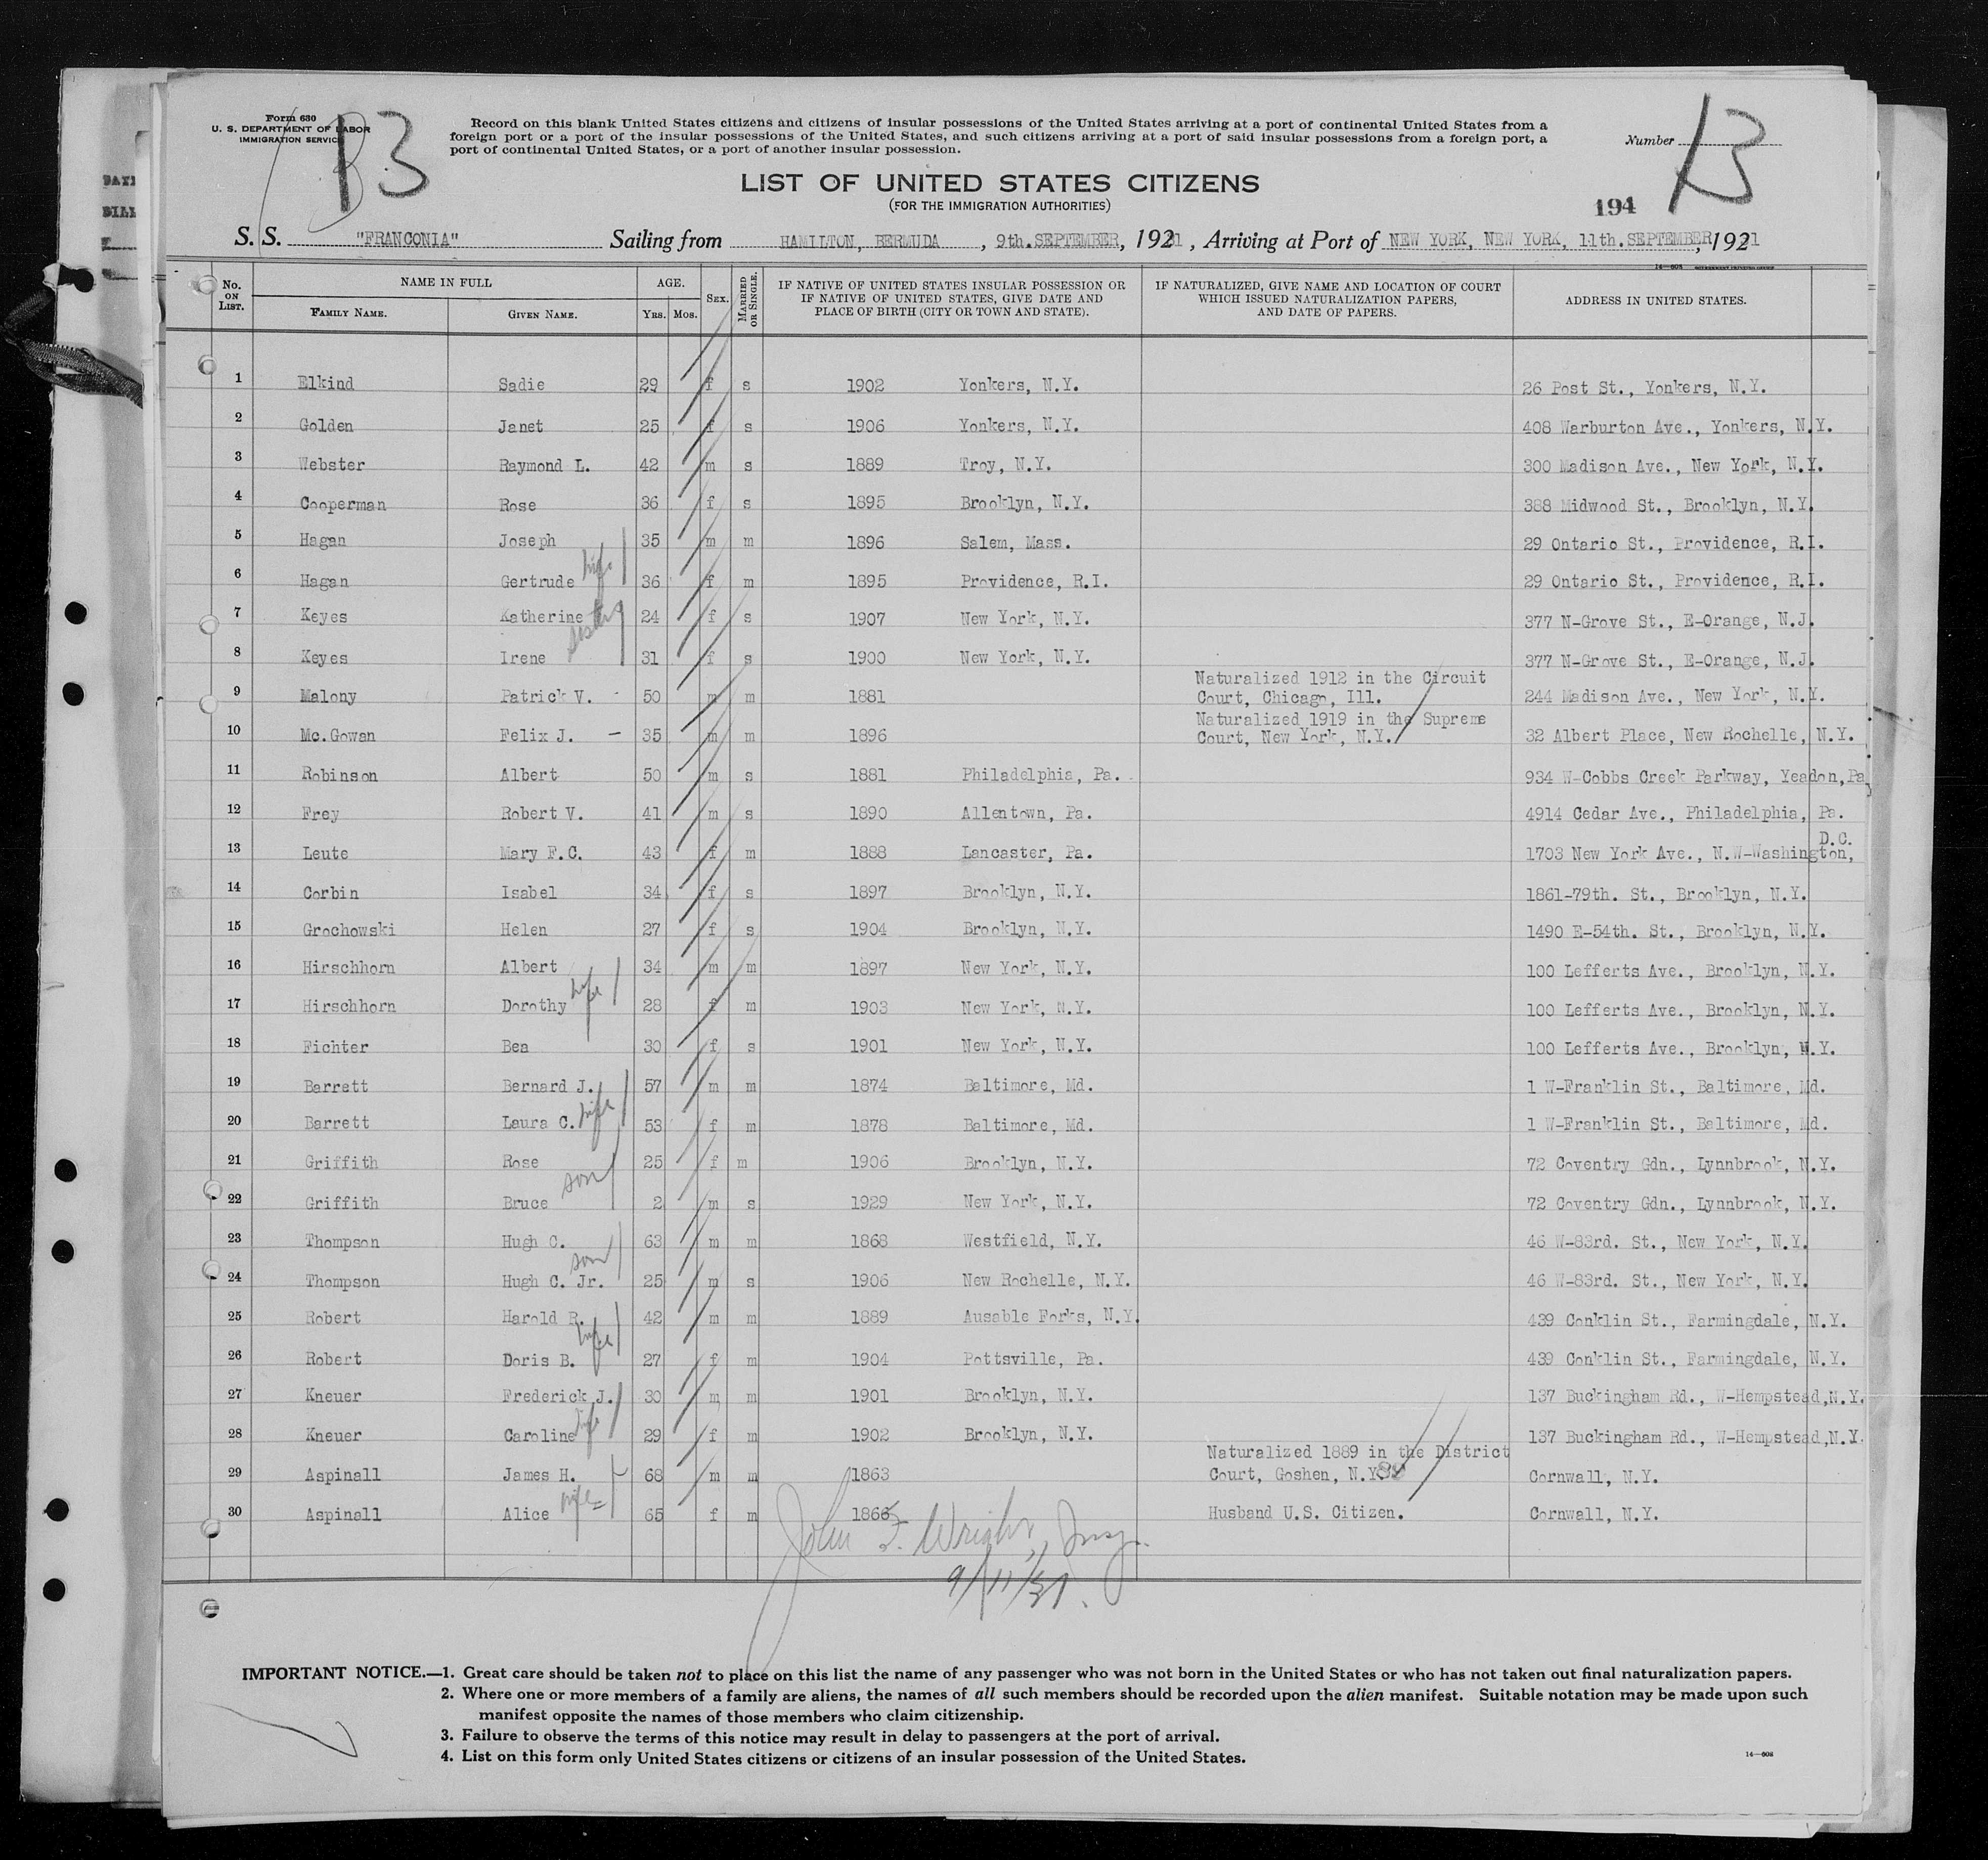 Form 630
U. S. DEPARTMENT OF LABOR
IMMIGRATION SERVICE
13
Record on this blank United States citizens and citizens of insular possessions of the United States arriving at a port of continental United States from a
foreign port or a port of the insular possessions of the United States, and such citizens arriving at a port of said insular possessions from a foreign port, a
port of continental United States, or a port of another insular possession.
Number 13
LIST OF UNITED STATES CITIZENS
(FOR THE IMMIGRATION AUTHORITIES)
194
S. S. "FRANCONIA" Sailing from HAMILTON, BERMUDA, 9th. SEPTEMBER, 1931, Arriving at Port of NEW YORK, NEW YORK, 11th. SEPTEMBER, 1931
No. ON LIST. NAME IN FULL FAMILY NAME. GIVEN NAME. AGE. Yrs. Mos. SEX. MARRIED OR SINGLE. IF NATIVE OF UNITED STATES INSULAR POSSESSION OR IF NATIVE OF UNITED STATES, GIVE DATE AND PLACE OF BIRTH (CITY OR TOWN AND STATE). IF NATURALIZED, GIVE NAME AND LOCATION OF COURT WHICH ISSUED NATURALIZATION PAPERS, AND DATE OF PAPERS. ADDRESS IN UNITED STATES.
1 Elkind Sadie 29 f s 1902 Yonkers, N.Y. 26 Post St., Yonkers, N.Y.
2 Golden Janet 25 f s 1906 Yonkers, N.Y. 408 Warburton Ave., Yonkers, N.Y.
3 Webster Raymond L. 42 m s 1889 Troy, N.Y. 300 Madison Ave., New York, N.Y.
4 Cooperman Rose 36 f s 1895 Brooklyn, N.Y. 388 Midwood St., Brooklyn, N.Y.
5 Hagan Joseph 35 m m 1896 Salem, Mass. 29 Ontario St., Providence, R.I.
6 Hagan Gertrude wife 36 f m 1895 Providence, R.I. 29 Ontario St., Providence, R.I.
7 Keyes Katherine 24 f s 1907 New York, N.Y. 377 N-Grove St., E-Orange, N.J.
sisters
8 Keyes Irene 31 f s 1900 New York, N.Y. 377 N-Grove St., E-Orange, N.J.
9 Malony Patrick V. - 50 m m 1881 Naturalized 1912 in the Circuit Court, Chicago, Ill. 244 Madison Ave., New York, N.Y.
10 Mc.Gowan Felix J. - 35 m m 1896 Naturalized 1919 in the Supreme Court, New York, N.Y. 32 Albert Place, New Rochelle, N.Y.
11 Robinson Albert 50 m s 1881 Philadelphia, Pa. 934 W-Cobbs Creek Parkway, Yeadon, Pa
12 Frey Robert V. 41 m s 1890 Allentown, Pa. 4914 Cedar Ave., Philadelphia, Pa.
13 Leute Mary F.C. 43 f m 1888 Lancaster, Pa. 1703 New York Ave., N.W-Washington, D.C.
14 Corbin Isabel 34 f s 1897 Brooklyn, N.Y. 1861-79th. St., Brooklyn, N.Y.
15 Grochowski Helen 27 f s 1904 Brooklyn, N.Y. 1490 E-54th. St., Brooklyn, N.Y.
16 Hirschhorn Albert 34 m m 1897 New York, N.Y. 100 Lefferts Ave., Brooklyn, N.Y.
17 Hirschhorn Dorothy wife 28 f m 1903 New York, N.Y. 100 Lefferts Ave., Brooklyn, N.Y.
18 Fichter Bea 30 f s 1901 New York, N.Y. 100 Lefferts Ave., Brooklyn, N.Y.
19 Barrett Bernard J. 57 m m 1874 Baltimore, Md. 1 W-Franklin St., Baltimore, Md.
20 Barrett Laura C. wife 53 f m 1878 Baltimore, Md. 1 W-Franklin St., Baltimore, Md.
21 Griffith Rose 25 f m 1906 Brooklyn, N.Y. 72 Coventry Gdn., Lynnbrook, N.Y.
22 Griffith Bruce son 2 m s 1929 New York, N.Y. 72 Coventry Gdn., Lynnbrook, N.Y.
23 Thompson Hugh C. 63 m m 1868 Westfield, N.Y. 46 W-83rd. St., New York, N.Y.
24 Thompson Hugh C. Jr. son 25 m s 1906 New Rochelle, N.Y. 46 W-83rd. St., New York, N.Y.
25 Robert Harold R. 42 m m 1889 Ausable Forks, N.Y. 439 Conklin St., Farmingdale, N.Y.
26 Robert Doris B. wife 27 f m 1904 Pottsville, Pa. 439 Conklin St., Farmingdale, N.Y.
27 Kneuer Frederick J. 30 m m 1901 Brooklyn, N.Y. 137 Buckingham Rd., W-Hempstead, N.Y.
28 Kneuer Caroline wife 29 f m 1902 Brooklyn, N.Y. 137 Buckingham Rd., W-Hempstead, N.Y.
29 Aspinall James H. 68 m m 1863 Naturalized 1889 in the District Court, Goshen, N.Y. Cornwall, N.Y.
30 Aspinall Alice wife 65 f m 1866 Husband U.S. Citizen. Cornwall, N.Y.
John F. Wright, Insp.
9/11/31.
IMPORTANT NOTICE.—1. Great care should be taken not to place on this list the name of any passenger who was not born in the United States or who has not taken out final naturalization papers.
2. Where one or more members of a family are aliens, the names of all such members should be recorded upon the alien manifest. Suitable notation may be made upon such
manifest opposite the names of those members who claim citizenship.
3. Failure to observe the terms of this notice may result in delay to passengers at the port of arrival.
4. List on this form only United States citizens or citizens of an insular possession of the United States.
14—608